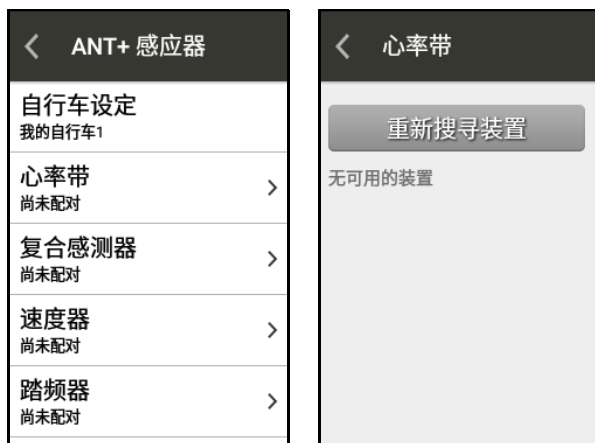 ANT+ 感应器
自行车设定
我的自行车1
心率带
尚未配对
复合感测器
尚未配对
速度器
尚未配对
踏频器
尚未配对
心率带
重新搜寻装置
无可用的装置